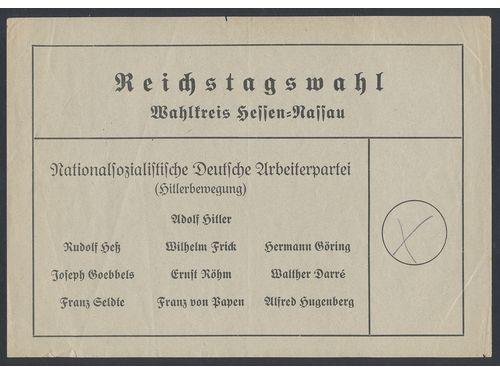 Reichstagswahl
Wahlkreis Hessen=Nassau
Nationalsozialistische Deutsche Arbeiterpartei
(Hitlerbewegung)
Adolf Hitler
Rudolf Heß Wilhelm Frick Hermann Göring
Joseph Goebbels Ernst Röhm Walther Darré
Franz Seldte Franz von Papen Alfred Hugenberg